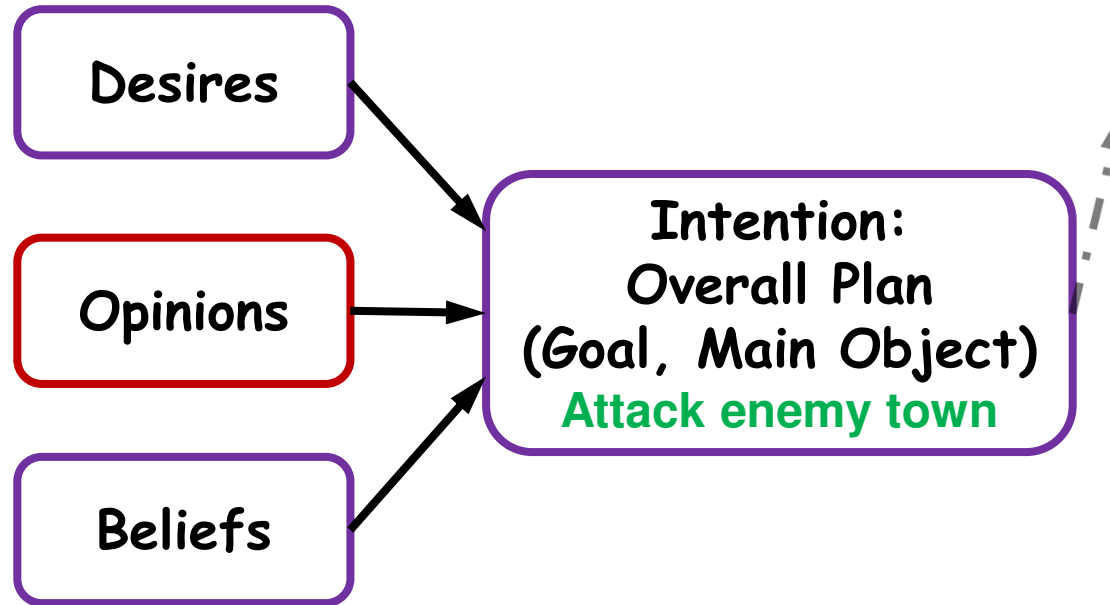 Desires
Opinions
Beliefs
Intention:
Overall Plan
(Goal, Main Object)
Attack enemy town